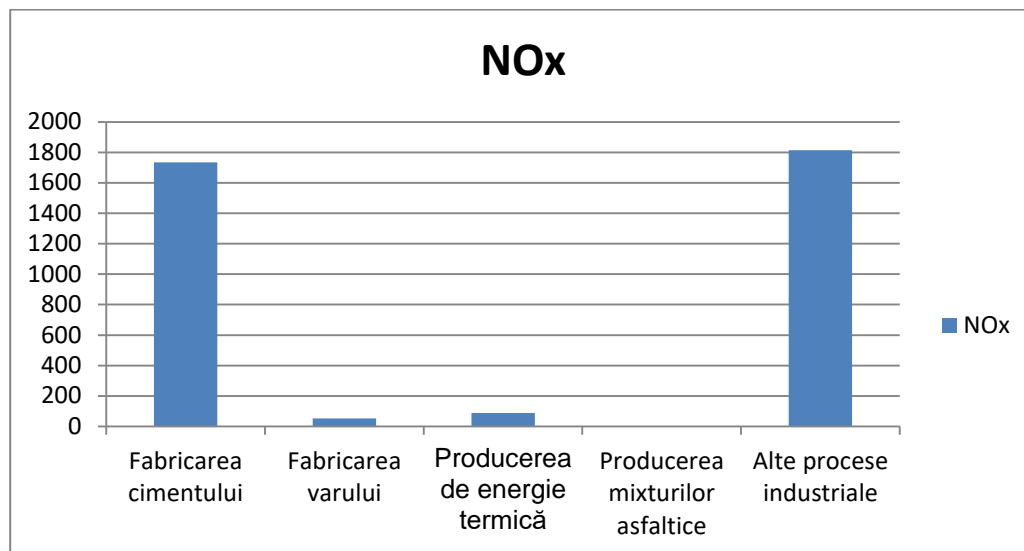 NOx
2000
1800
1600
1400
1200
1000
800
600
400
200
0
Fabricarea
cimentului
Fabricarea
varului
Producerea
de energie
termică
Producerea
mixturilor
asfaltice
Alte procese
industriale
NOx